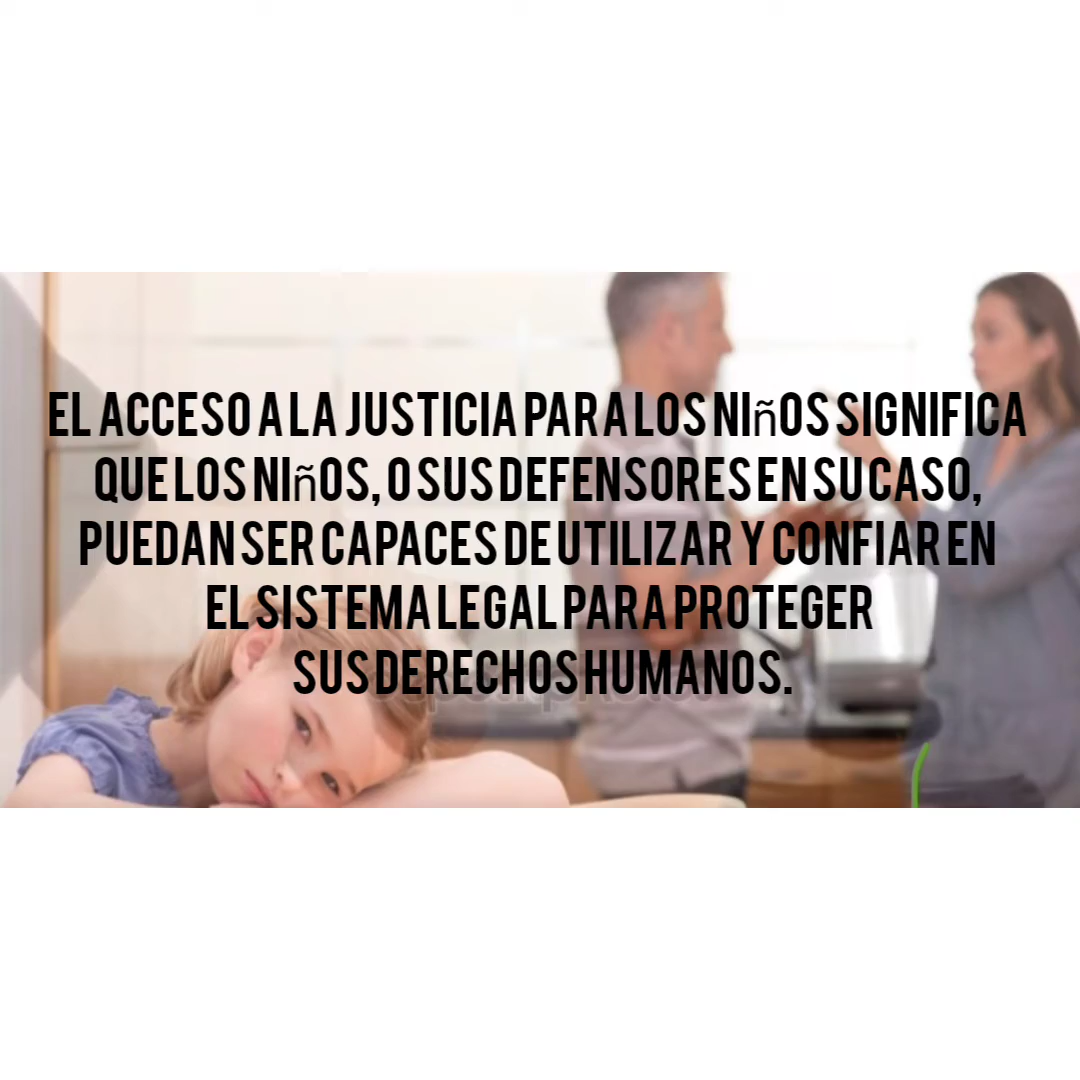 EL ACCESO A LA JUSTICIA PARA LOS NIñOS SIGNIFICA
QUE LOS NIñOS, O SUS DEFENSORES EN SU CASO,
PUEDAN SER CAPACES DE UTILIZAR Y CONFIAR EN
EL SISTEMA LEGAL PARA PROTEGER
SUS DERECHOS HUMANOS.